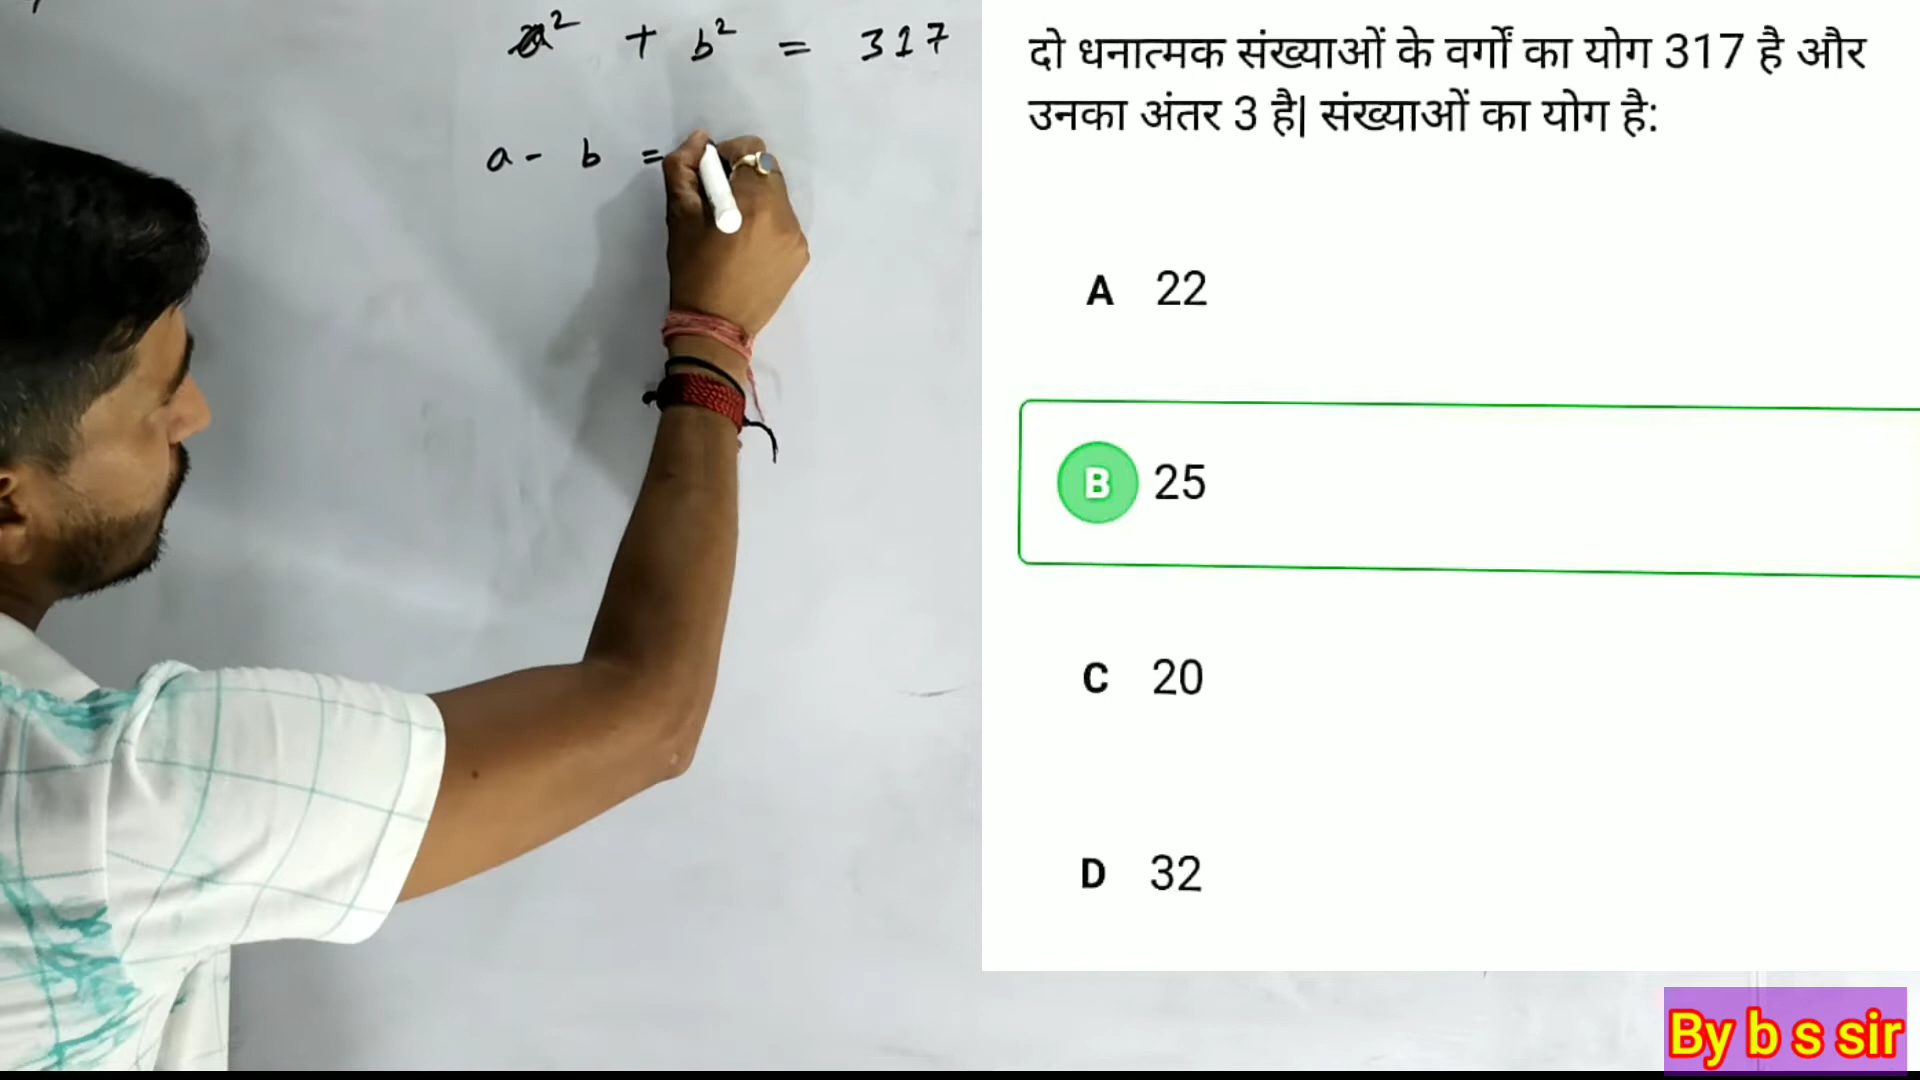 a² + b² = 317
a - b =
दो धनात्मक संख्याओं के वर्गों का योग 317 है और
उनका अंतर 3 है| संख्याओं का योग है:
A 22
B 25
C 20
D 32
By b s sir